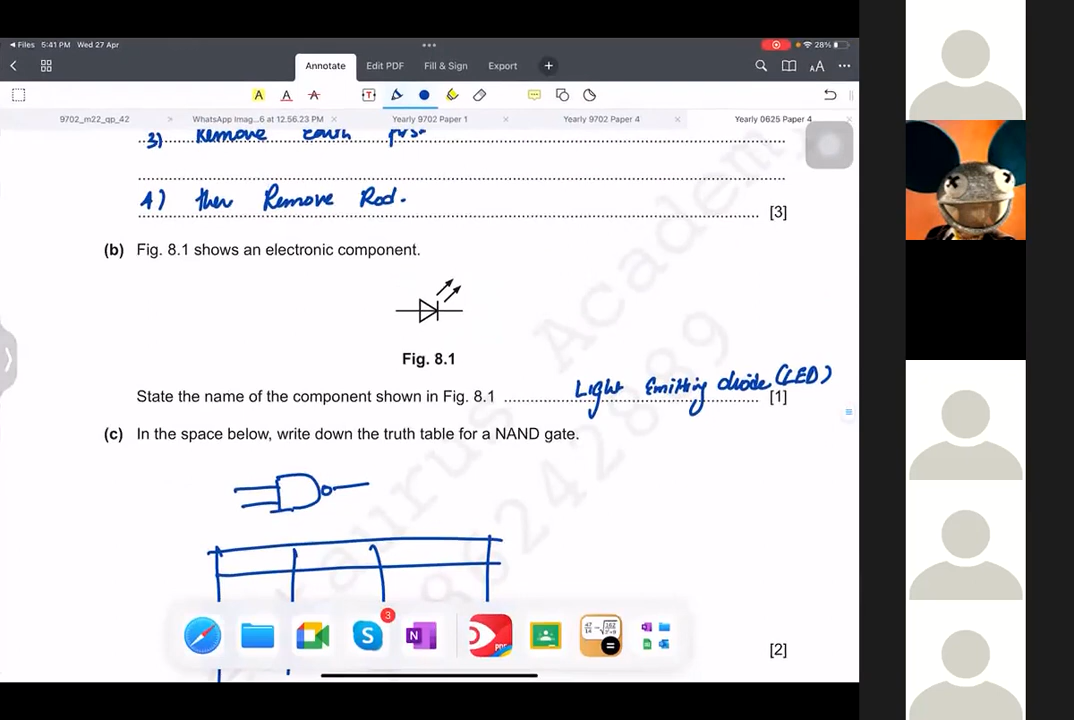 Files 5:41 PM Wed 27 Apr 28%
Annotate Edit PDF Fill & Sign Export
9702_m22_qp_42 WhatsApp Imag...6 at 12.56.23 PM Yearly 9702 Paper 1 Yearly 9702 Paper 4 Yearly 0625 Paper 4
3) Remove earth first
4) then Remove Rod. [3]
(b) Fig. 8.1 shows an electronic component.
Fig. 8.1
State the name of the component shown in Fig. 8.1 Light Emitting diode (LED) [1]
(c) In the space below, write down the truth table for a NAND gate.
[2]